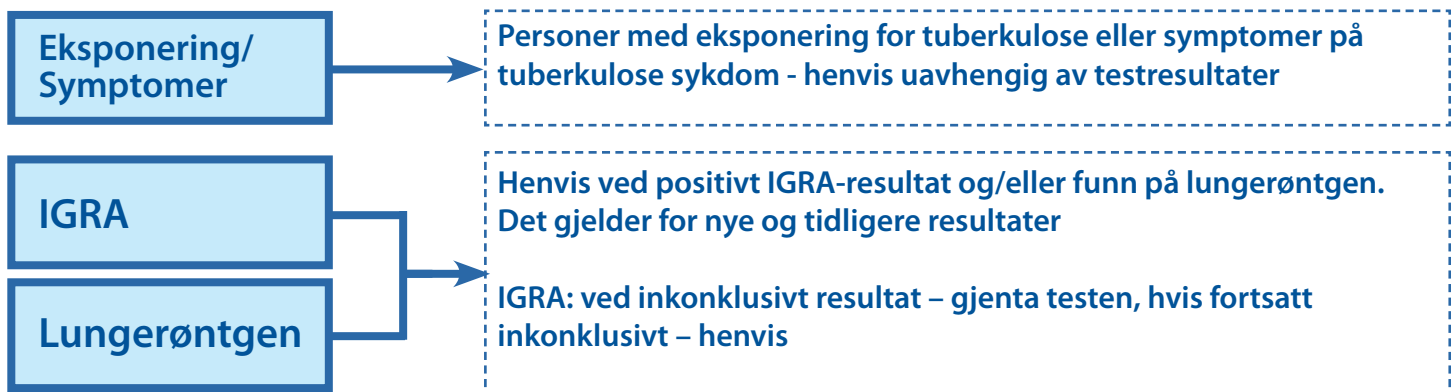 Eksponering/
Symptomer
Personer med eksponering for tuberkulose eller symptomer på
tuberkulose sykdom - henvis uavhengig av testresultater
IGRA
Lungerøntgen
Henvis ved positivt IGRA-resultat og/eller funn på lungerøntgen.
Det gjelder for nye og tidligere resultater
IGRA: ved inkonklusivt resultat – gjenta testen, hvis fortsatt
inkonklusivt – henvis